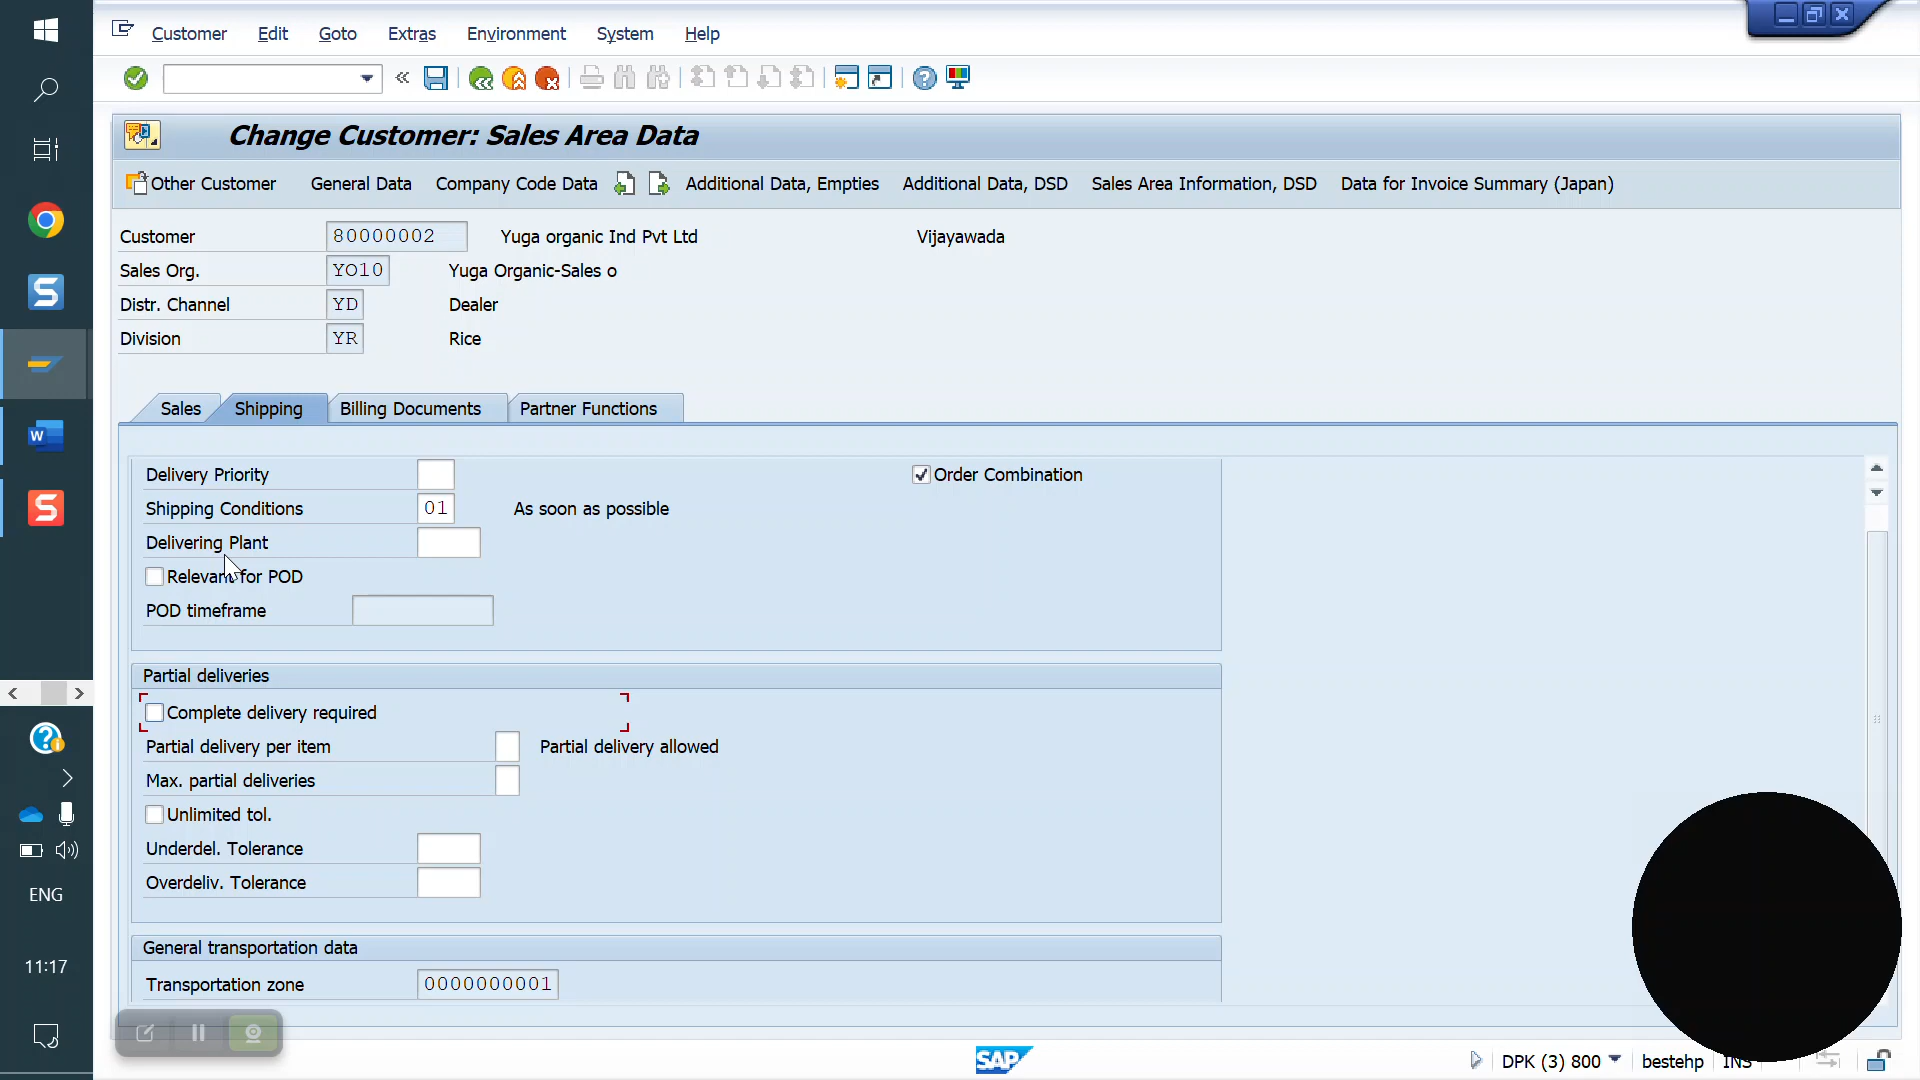 Customer Edit Goto Extras Environment System Help
Change Customer: Sales Area Data
Other Customer General Data Company Code Data Additional Data, Empties Additional Data, DSD Sales Area Information, DSD Data for Invoice Summary (Japan)
Customer 80000002 Yuga organic Ind Pvt Ltd Vijayawada
Sales Org. YO10 Yuga Organic-Sales o
Distr. Channel YD Dealer
Division YR Rice
Sales Shipping Billing Documents Partner Functions
Delivery Priority Order Combination
Shipping Conditions 01 As soon as possible
Delivering Plant
Relevant for POD
POD timeframe
Partial deliveries
Complete delivery required
Partial delivery per item Partial delivery allowed
Max. partial deliveries
Unlimited tol.
Underdel. Tolerance
Overdeliv. Tolerance
General transportation data
Transportation zone 0000000001
SAP DPK (3) 800 bestehp INS
ENG
11:17